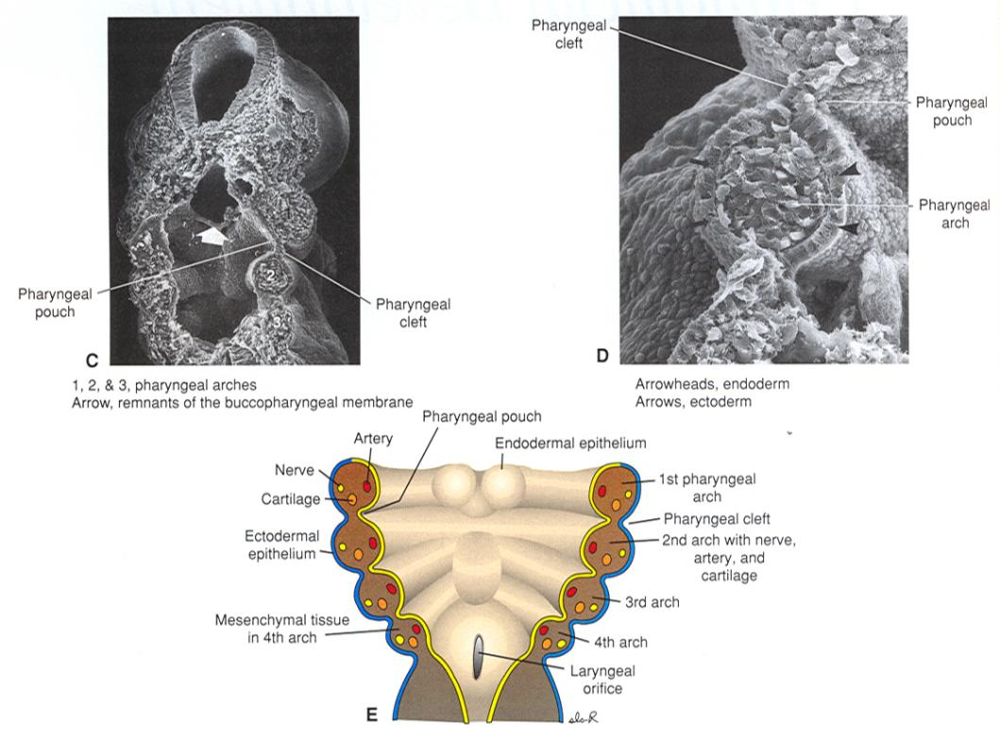 1
2
3
Pharyngeal
pouch
Pharyngeal
cleft
C
1, 2, & 3, pharyngeal arches
Arrow, remnants of the buccopharyngeal membrane
Pharyngeal
cleft
Pharyngeal
pouch
Pharyngeal
arch
D
Arrowheads, endoderm
Arrows, ectoderm
Pharyngeal pouch
Artery
Endodermal epithelium
Nerve
Cartilage
Ectodermal
epithelium
Mesenchymal tissue
in 4th arch
1st pharyngeal
arch
Pharyngeal cleft
2nd arch with nerve,
artery, and
cartilage
3rd arch
4th arch
Laryngeal
orifice
E